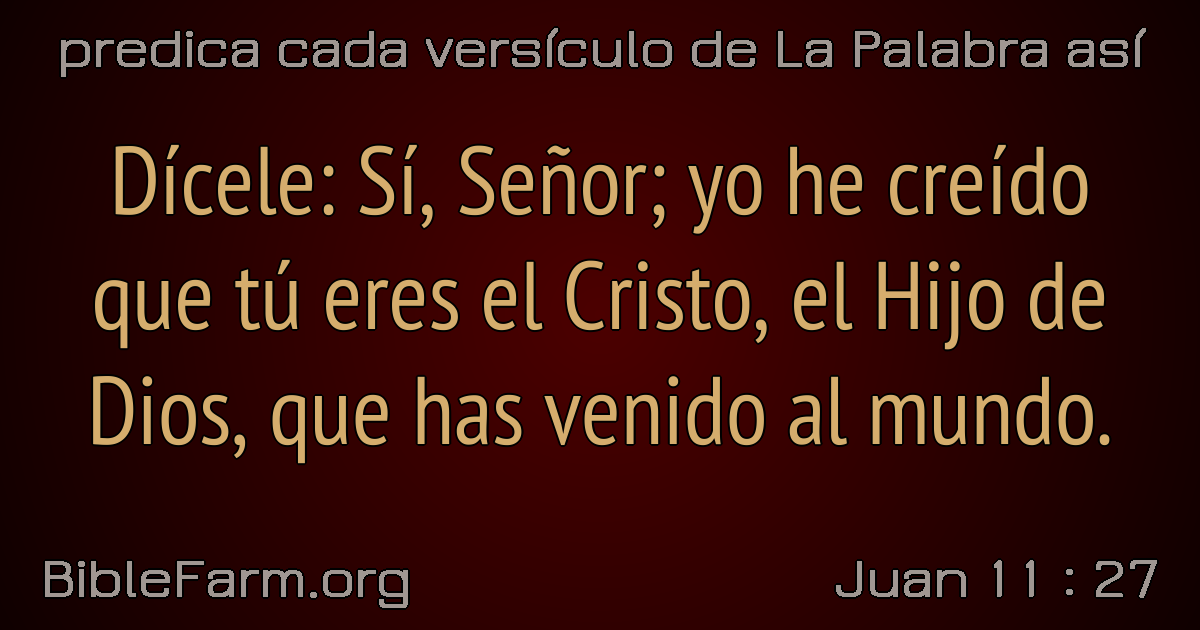 predica cada versículo de La Palabra así
Dícele: Sí, Señor; yo he creído
que tú eres el Cristo, el Hijo de
Dios, que has venido al mundo.
BibleFarm.org
Juan 11 : 27